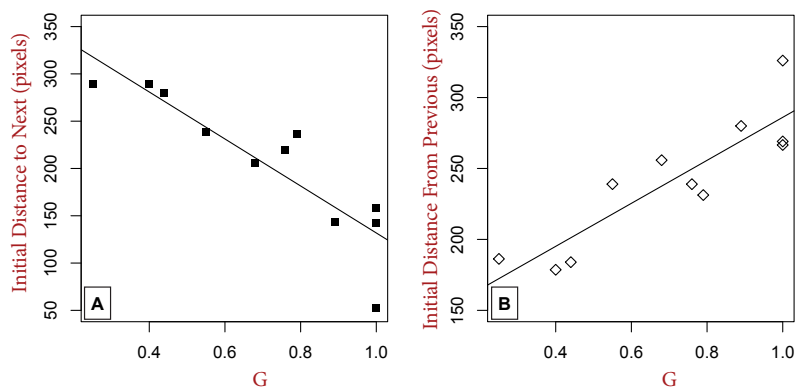 Initial Distance to Next (pixels)
350
300
250
200
150
100
50
A
0.4 0.6 0.8 1.0
G
Initial Distance From Previous (pixels)
350
300
250
200
150
B
0.4 0.6 0.8 1.0
G